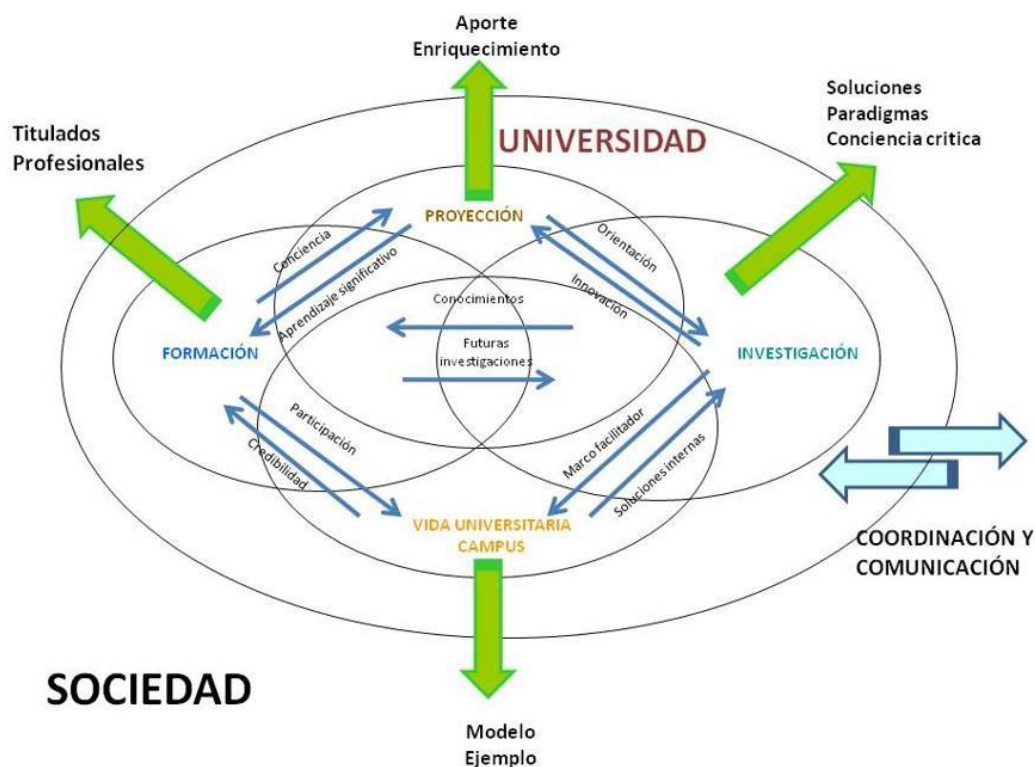 Aporte
Enriquecimiento
Soluciones
Paradigmas
Conciencia critica
Titulados
Profesionales
UNIVERSIDAD
PROYECCIÓN
Conciencia
Aprendizaje significativo
Orientación
Innovación
Conocimientos
Futuras
investigaciones
FORMACIÓN
INVESTIGACIÓN
Participación
Credibilidad
Marco facilitador
Soluciones internas
VIDA UNIVERSITARIA
CAMPUS
COORDINACIÓN Y
COMUNICACIÓN
SOCIEDAD
Modelo
Ejemplo